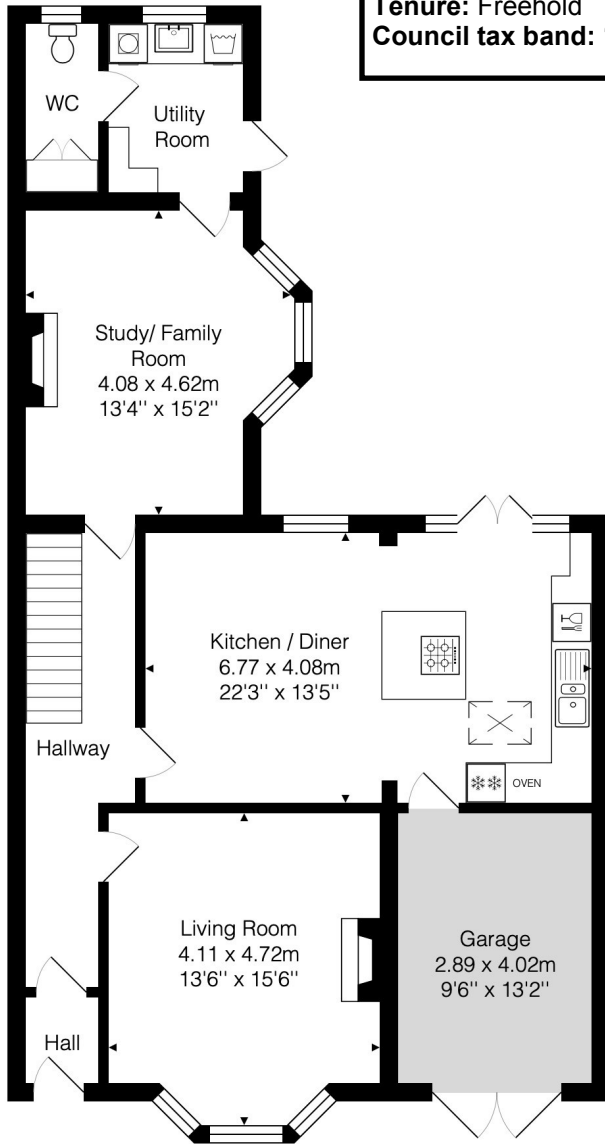 Tenure: Freehold
Council tax band:
WC
Utility
Room
Study/ Family
Room
4.08 x 4.62m
13'4'' x 15'2''
Kitchen / Diner
6.77 x 4.08m
22'3'' x 13'5''
Hallway
OVEN
Living Room
4.11 x 4.72m
13'6'' x 15'6''
Garage
2.89 x 4.02m
9'6'' x 13'2''
Hall